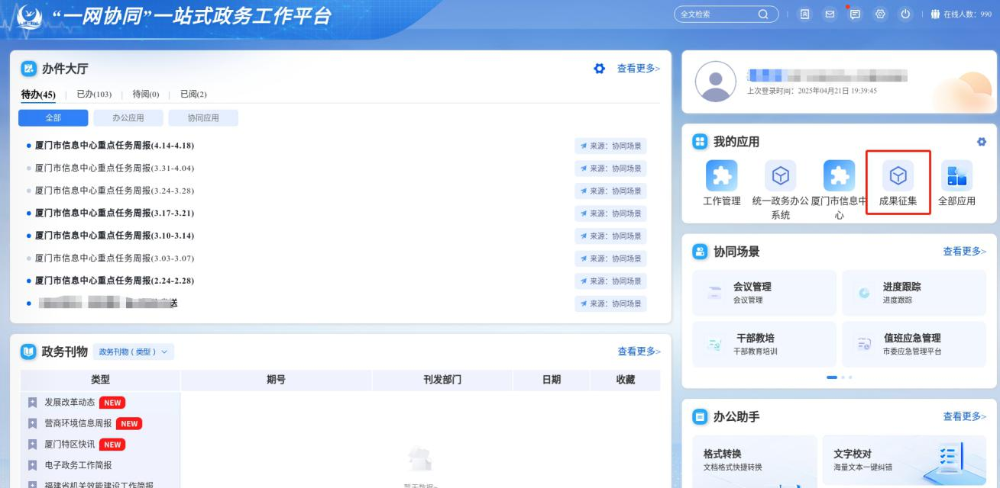 “一网协同”一站式政务工作平台
全文检索
在线人数：990
办件大厅
查看更多>
待办(45)
已办(103)
待阅(0)
已阅(2)
全部
办公应用
协同应用
厦门市信息中心重点任务周报(4.14-4.18)
来源：协同场景
厦门市信息中心重点任务周报(3.31-4.04)
来源：协同场景
厦门市信息中心重点任务周报(3.24-3.28)
来源：协同场景
厦门市信息中心重点任务周报(3.17-3.21)
来源：协同场景
厦门市信息中心重点任务周报(3.10-3.14)
来源：协同场景
厦门市信息中心重点任务周报(3.03-3.07)
来源：协同场景
厦门市信息中心重点任务周报(2.24-2.28)
来源：协同场景
送
来源：协同场景
政务刊物
政务刊物（类型）
查看更多>
类型
期号
刊发部门
日期
收藏
发展改革动态 NEW
营商环境信息周报 NEW
厦门特区快讯 NEW
电子政务工作简报
福建省机关效能建设工作简报
暂无数据~
上次登录时间：2025年04月21日 19:39:45
我的应用
工作管理
统一政务办公
系统
厦门市信息中
心
成果征集
全部应用
协同场景
查看更多>
会议管理
会议管理
进度跟踪
进度跟踪
干部教培
干部教育培训
值班应急管理
市委应急管理平台
办公助手
查看更多>
格式转换
文档格式快捷转换
文字校对
海量文本一键纠错